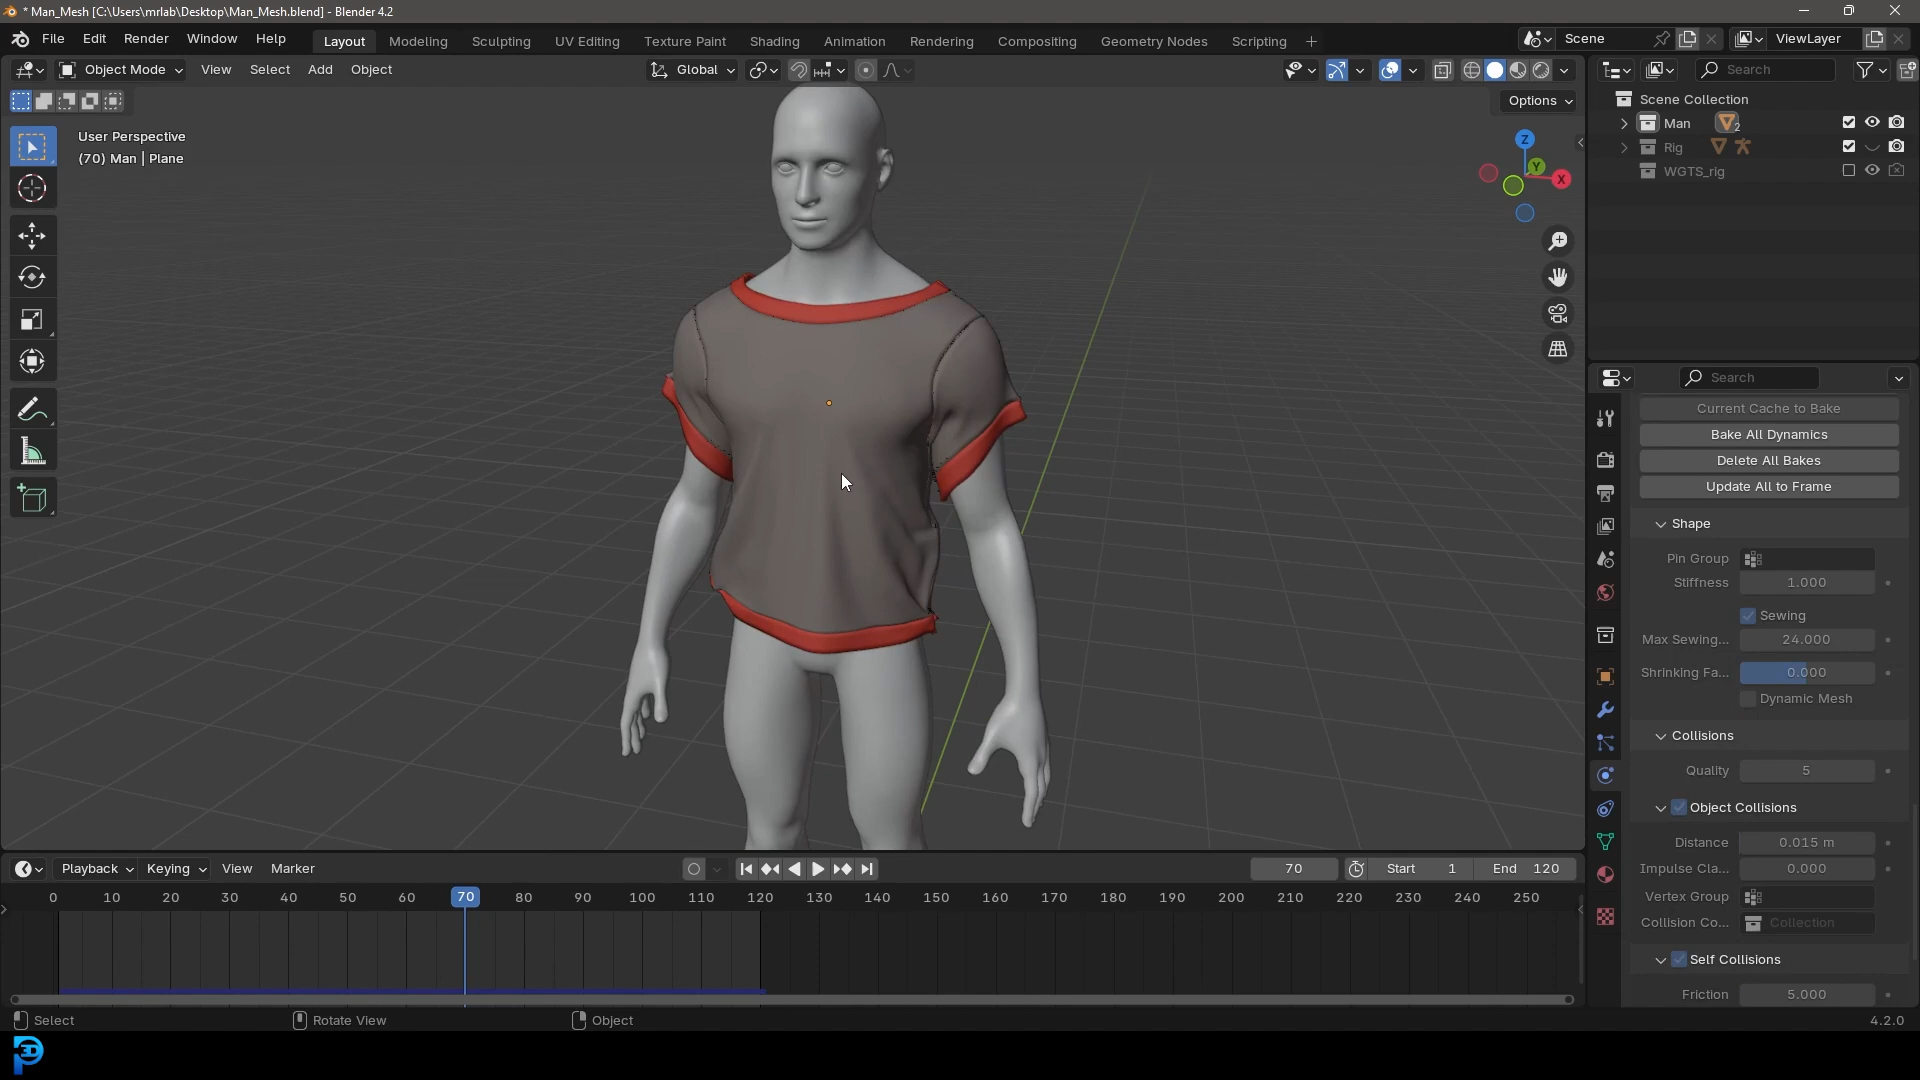 * Man_Mesh [C:\Users\mrlab\Desktop\Man_Mesh.blend] - Blender 4.2
File Edit Render Window Help Layout Modeling Sculpting UV Editing Texture Paint Shading Animation Rendering Compositing Geometry Nodes Scripting + Scene ViewLayer
Object Mode View Select Add Object Global Search
Options
Scene Collection
Man 2
Rig
WGTS_rig
User Perspective
(70) Man | Plane
Z
Y
X
Search
Current Cache to Bake
Bake All Dynamics
Delete All Bakes
Update All to Frame
Shape
Pin Group
Stiffness 1.000
Sewing
Max Sewing... 24.000
Shrinking Fa... 0.000
Dynamic Mesh
Collisions
Quality 5
Object Collisions
Distance 0.015 m
Impulse Cla... 0.000
Vertex Group
Collision Co... Collection
Self Collisions
Friction 5.000
Playback Keying View Marker 70 Start 1 End 120
0 10 20 30 40 50 60 70 80 90 100 110 120 130 140 150 160 170 180 190 200 210 220 230 240 250
Select Rotate View Object 4.2.0
3D